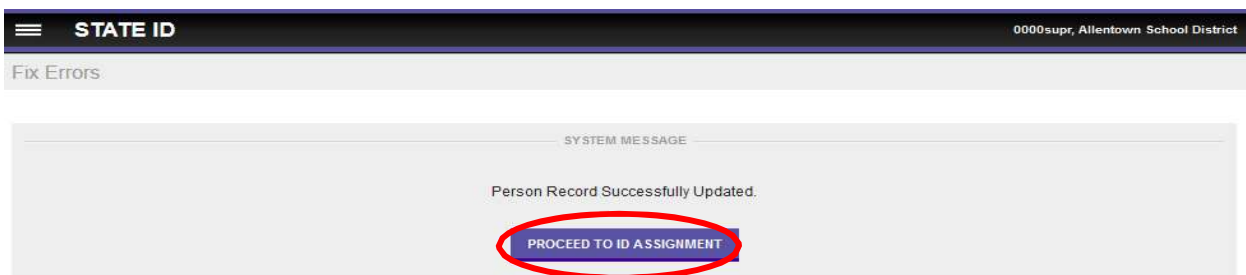 STATE ID
0000supr, Allentown School District
Fix Errors
SYSTEM MESSAGE
Person Record Successfully Updated.
PROCEED TO ID ASSIGNMENT